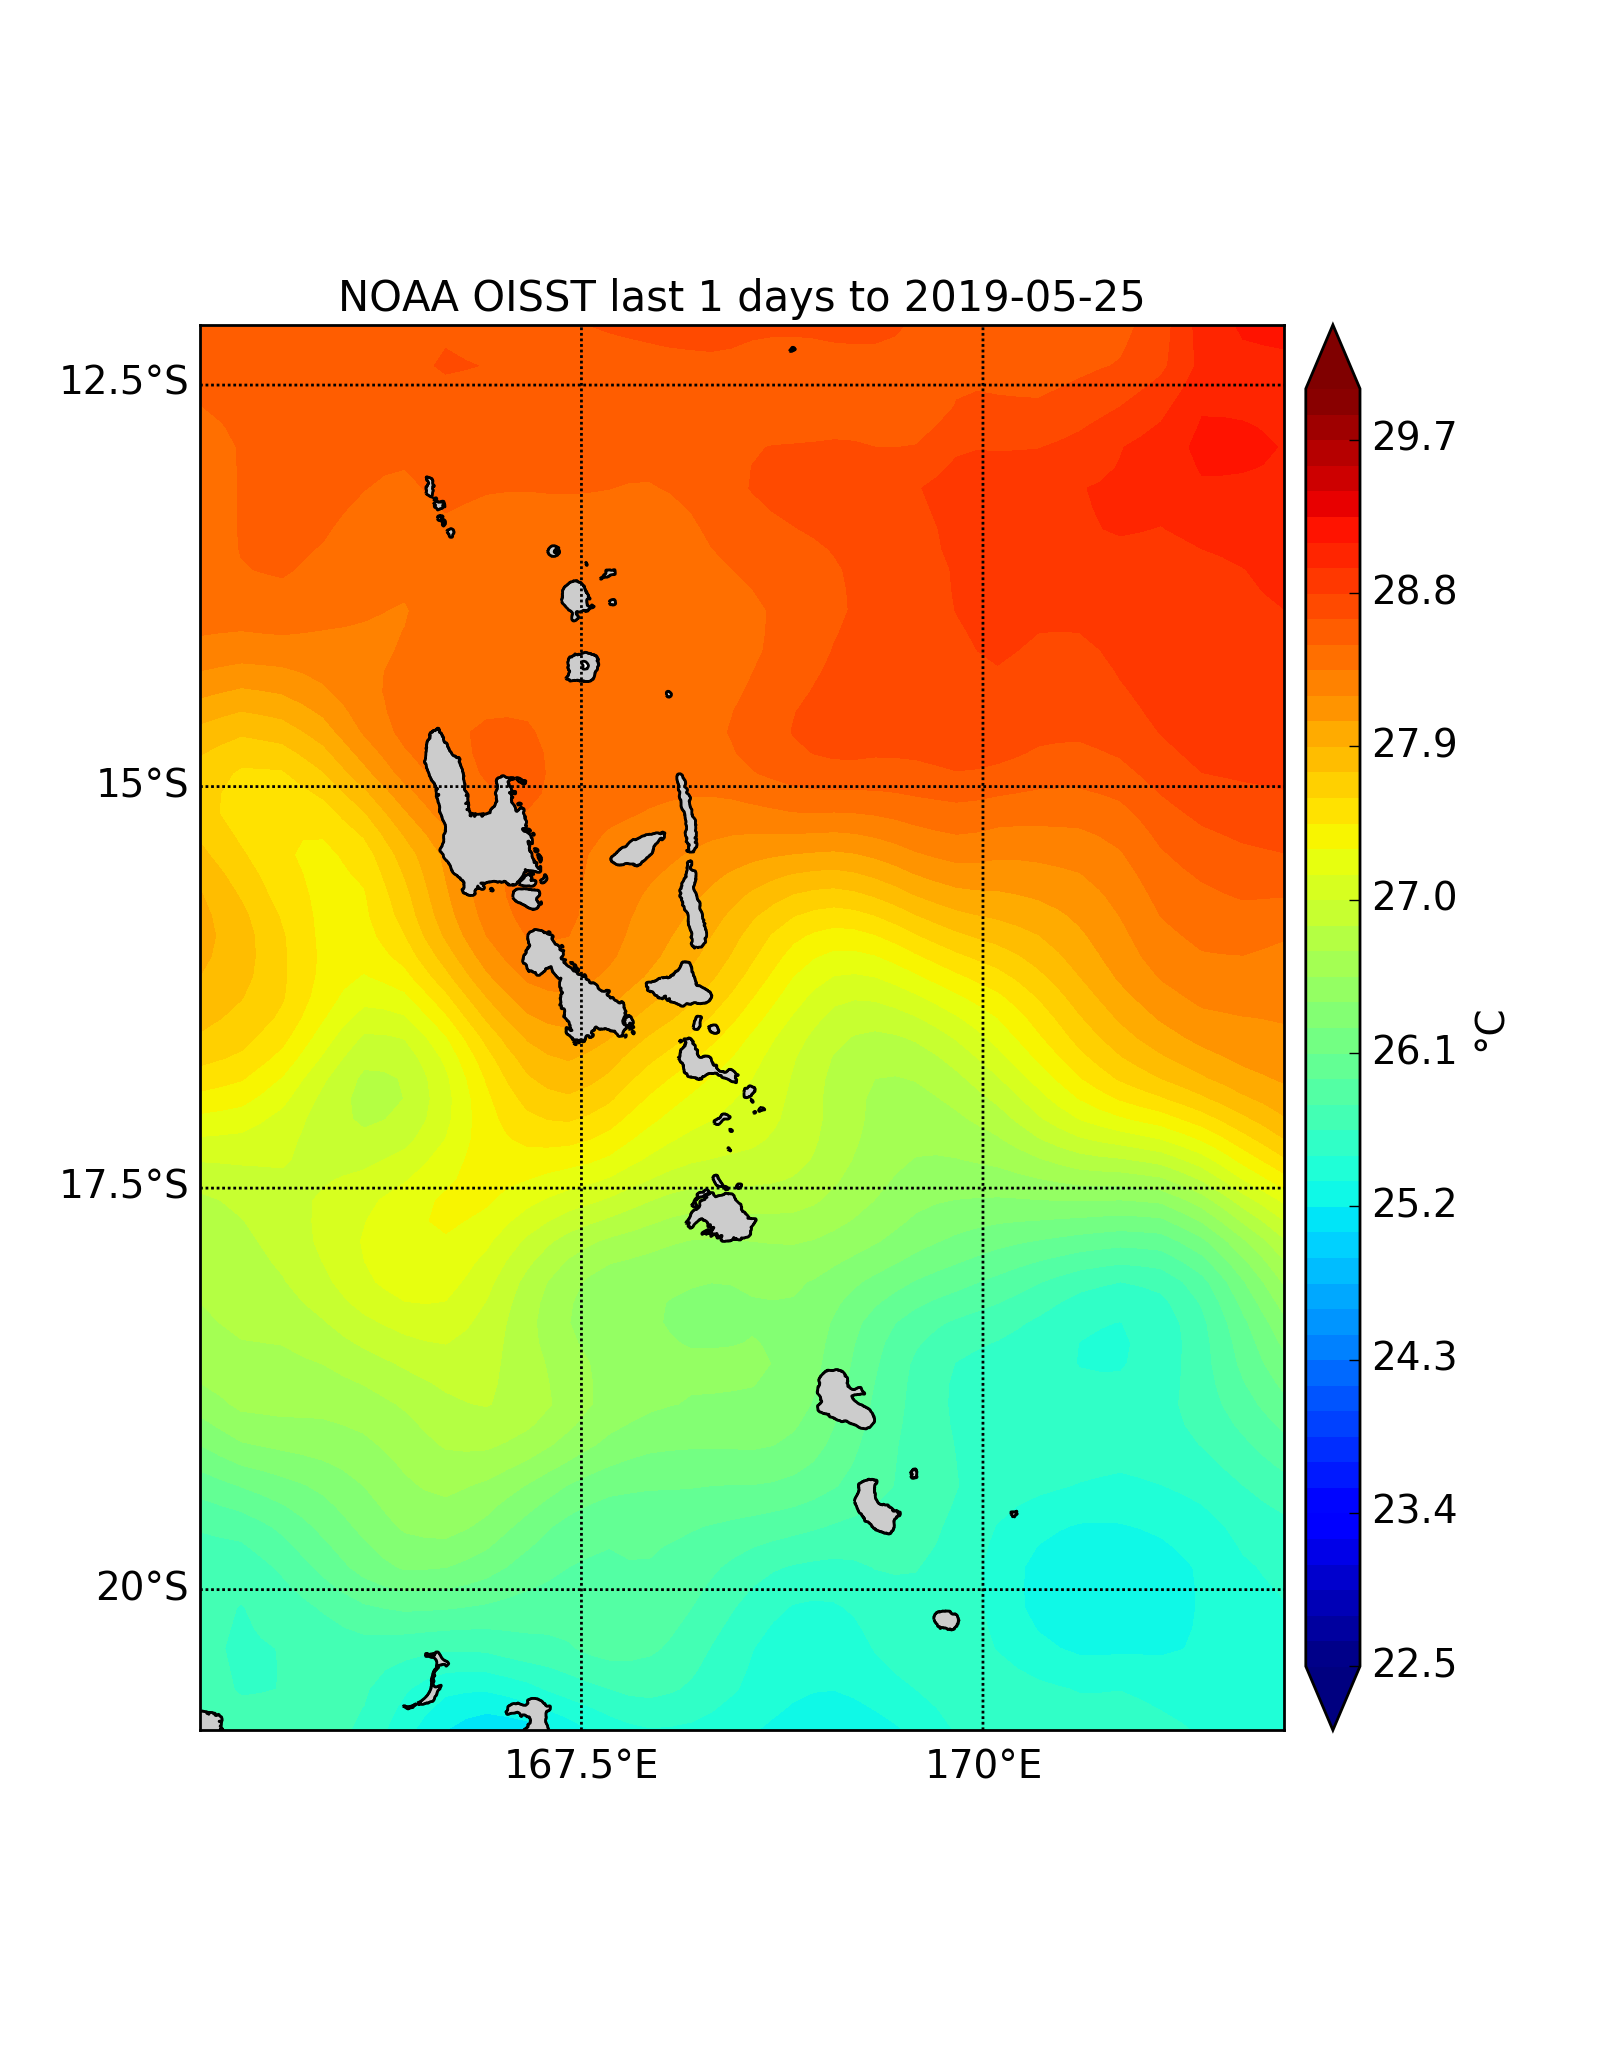 NOAA OISST last 1 days to 2019-05-25
12.5°S
15°S
17.5°S
20°S
167.5°E
170°E
29.7
28.8
27.9
27.0
26.1
25.2
24.3
23.4
22.5
°C